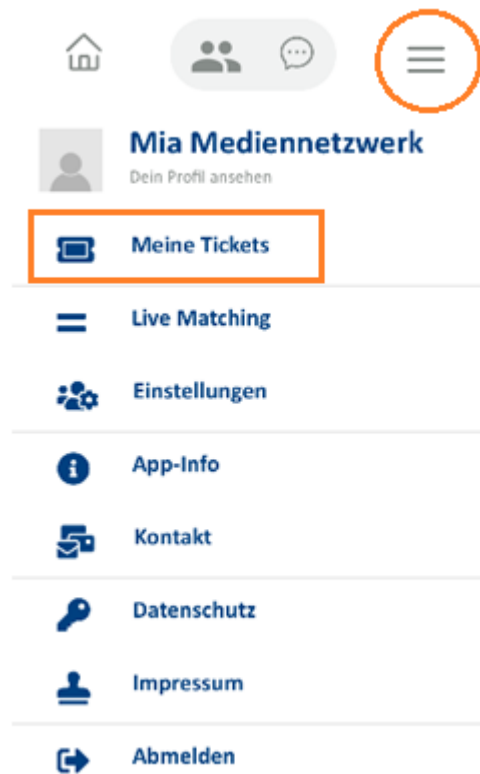 Mia Mediennetzwerk
Dein Profil ansehen
Meine Tickets
Live Matching
Einstellungen
App-Info
Kontakt
Datenschutz
Impressum
Abmelden